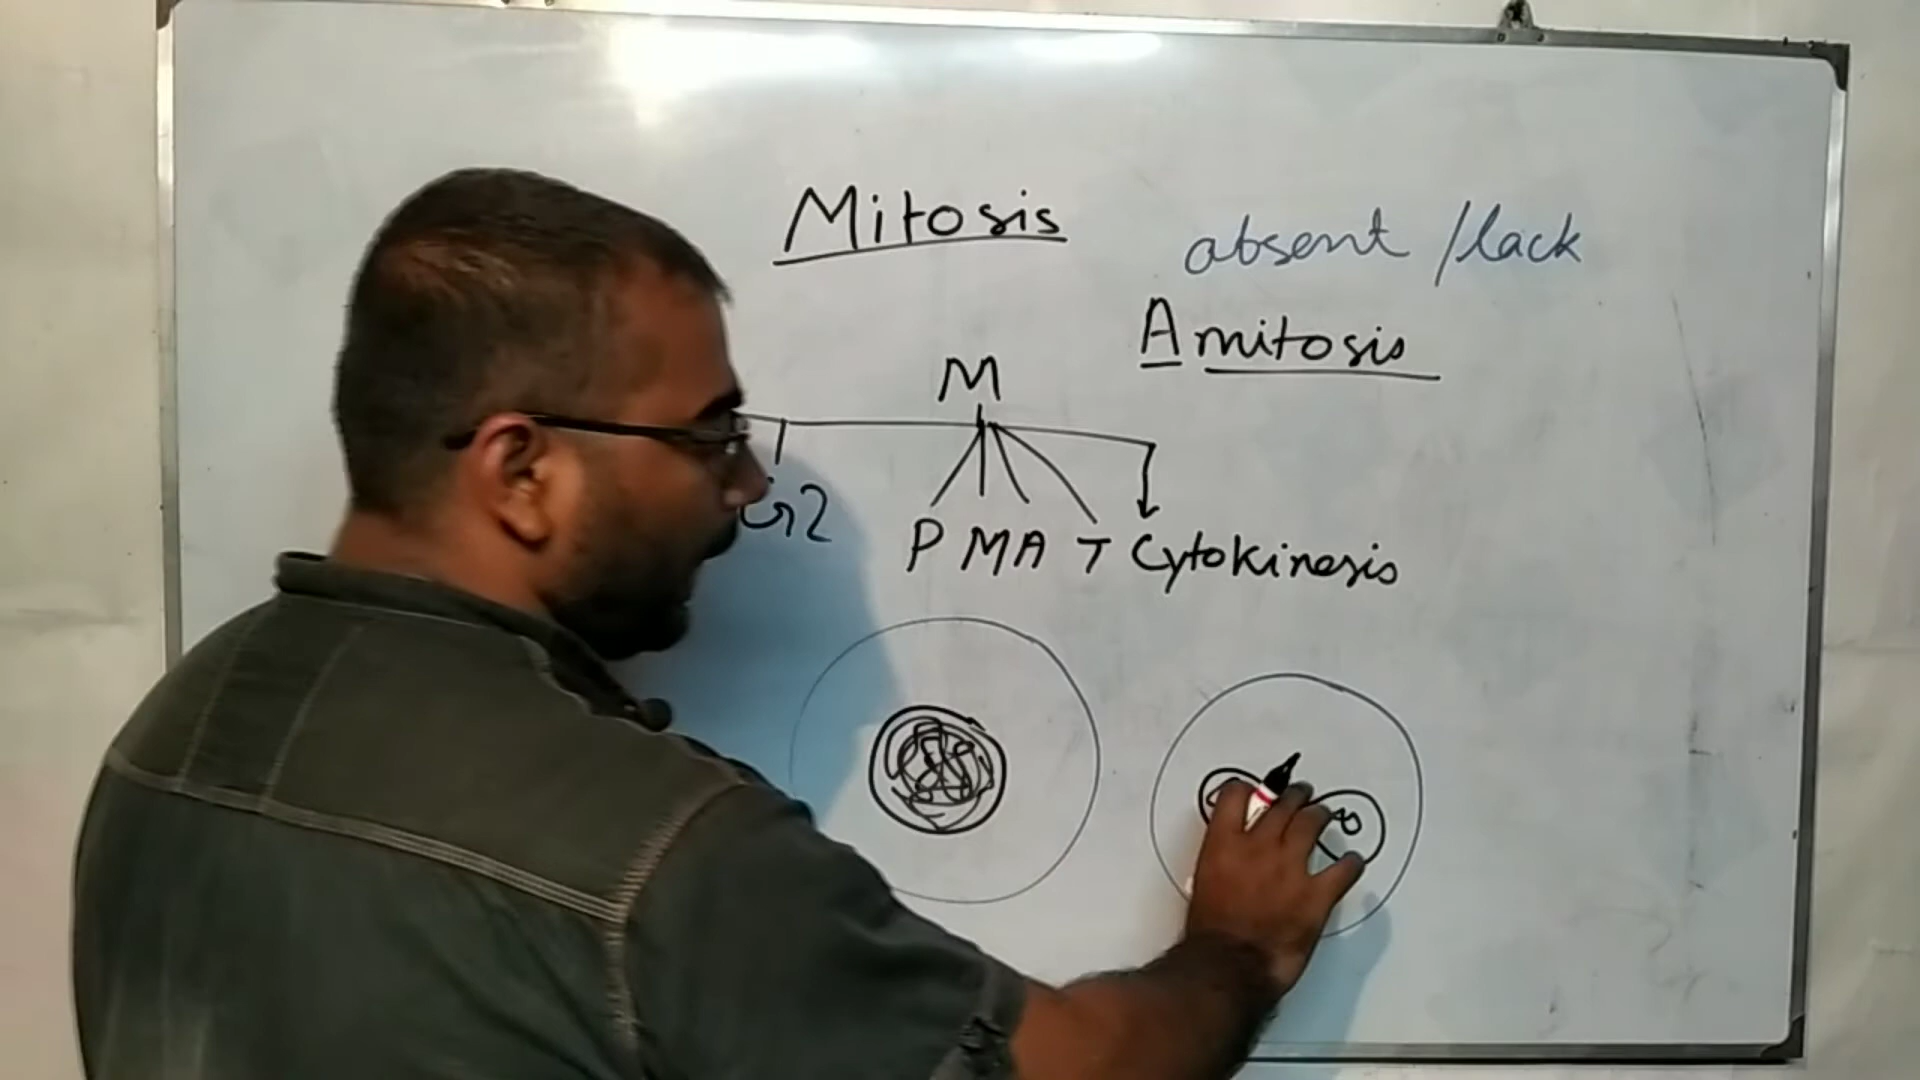 Mitosis
absent / lack
Amitosis
M
G2
P M A T Cytokinesis